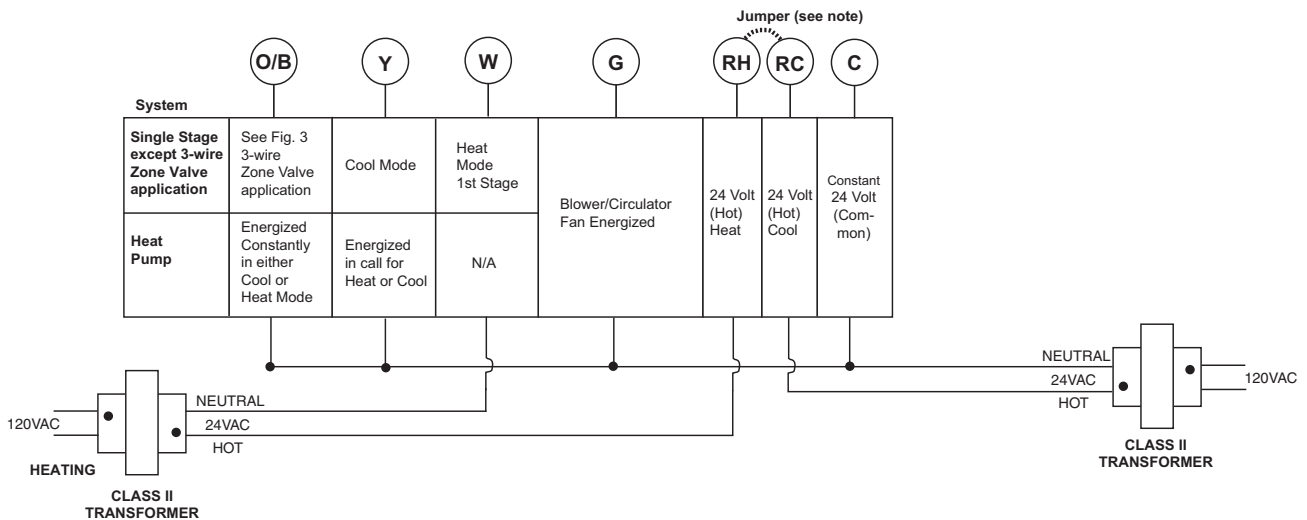 Jumper (see note)
O/B
Y
W
G
RH
RC
C
System
Single Stage
except 3-wire
Zone Valve
application
See Fig. 3
3-wire
Zone Valve
application
Cool Mode
Heat
Mode
1st Stage
Blower/Circulator
Fan Energized
24 Volt
(Hot)
Heat
24 Volt
(Hot)
Cool
Constant
24 Volt
(Com-
mon)
Heat
Pump
Energized
Constantly
in either
Cool or
Heat Mode
Energized
in call for
Heat or Cool
N/A
NEUTRAL
24VAC
HOT
120VAC
CLASS II
TRANSFORMER
NEUTRAL
24VAC
HOT
120VAC
HEATING
CLASS II
TRANSFORMER